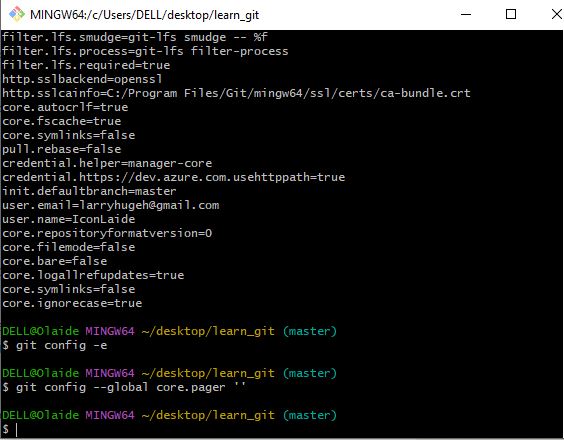 MINGW64:/c/Users/DELL/desktop/learn_git
filter.lfs.smudge=git-lfs smudge -- %f
filter.lfs.process=git-lfs filter-process
filter.lfs.required=true
http.sslbackend=openssl
http.sslcainfo=C:/Program Files/Git/mingw64/ssl/certs/ca-bundle.crt
core.autocrlf=true
core.fscache=true
core.symlinks=false
pull.rebase=false
credential.helper=manager-core
credential.https://dev.azure.com.usehttppath=true
init.defaultbranch=master
user.email=larryhugeh@gmail.com
user.name=IconLaide
core.repositoryformatversion=0
core.filemode=false
core.bare=false
core.logallrefupdates=true
core.symlinks=false
core.ignorecase=true
DELL@Olaide MINGW64 ~/desktop/learn_git (master)
$ git config -e
DELL@Olaide MINGW64 ~/desktop/learn_git (master)
$ git config --global core.pager ''
DELL@Olaide MINGW64 ~/desktop/learn_git (master)
$